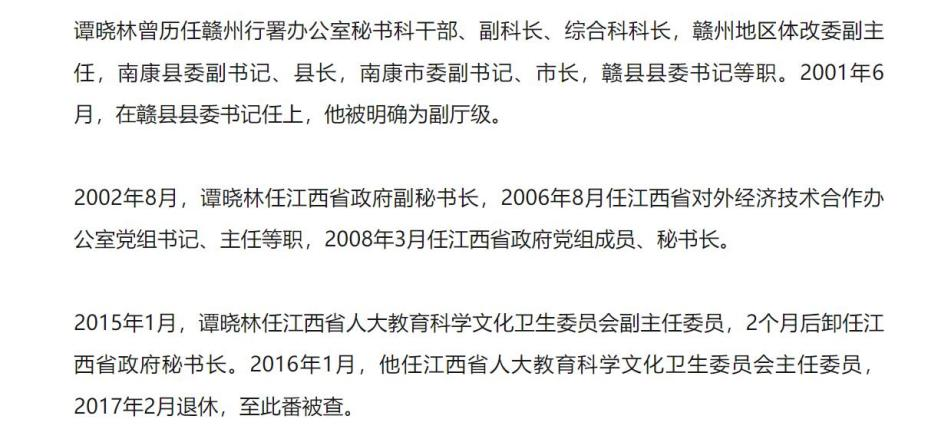 谭晓林曾历任赣州行署办公室秘书科干部、副科长、综合科科长，赣州地区体改委副主
任，南康县委副书记、县长，南康市委副书记、市长，赣县县委书记等职。2001年6
月，在赣县县委书记任上，他被明确为副厅级。
2002年8月，谭晓林任江西省政府副秘书长，2006年8月任江西省对外经济技术合作办
公室党组书记、主任等职，2008年3月任江西省政府党组成员、秘书长。
2015年1月，谭晓林任江西省人大教育科学文化卫生委员会副主任委员，2个月后卸任江
西省政府秘书长。2016年1月，他任江西省人大教育科学文化卫生委员会主任委员，
2017年2月退休，至此番被查。